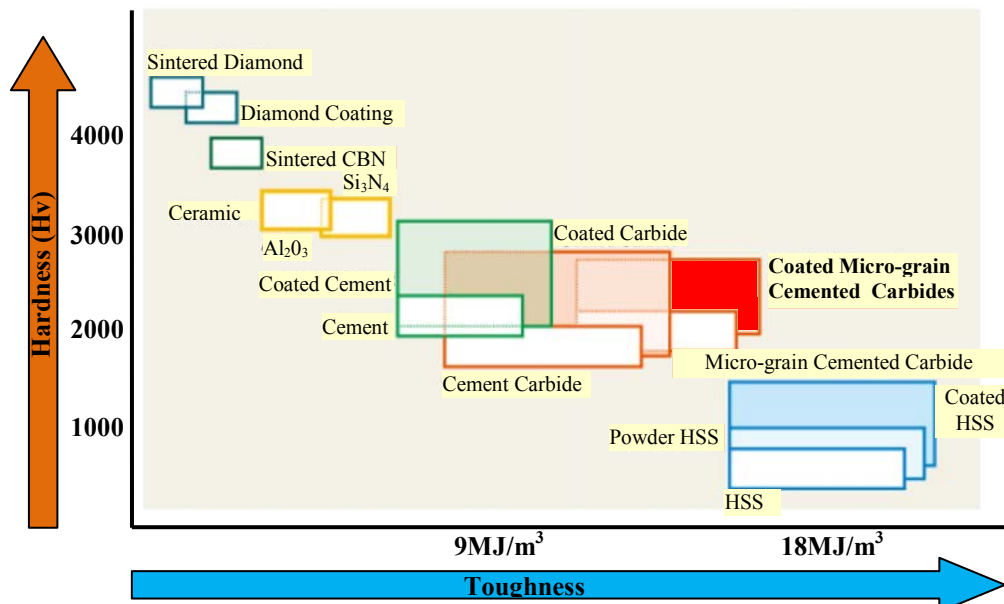 Sintered Diamond
Diamond Coating
4000
Sintered CBN
Si₃N₄
Ceramic
3000
Al₂0₃
Coated Carbide
Coated Micro-grain
Cemented Carbides
Coated Cement
Cement
2000
Micro-grain Cemented Carbide
Cement Carbide
Coated
HSS
1000
Powder HSS
HSS
Hardness (Hv)
9MJ/m³
18MJ/m³
Toughness